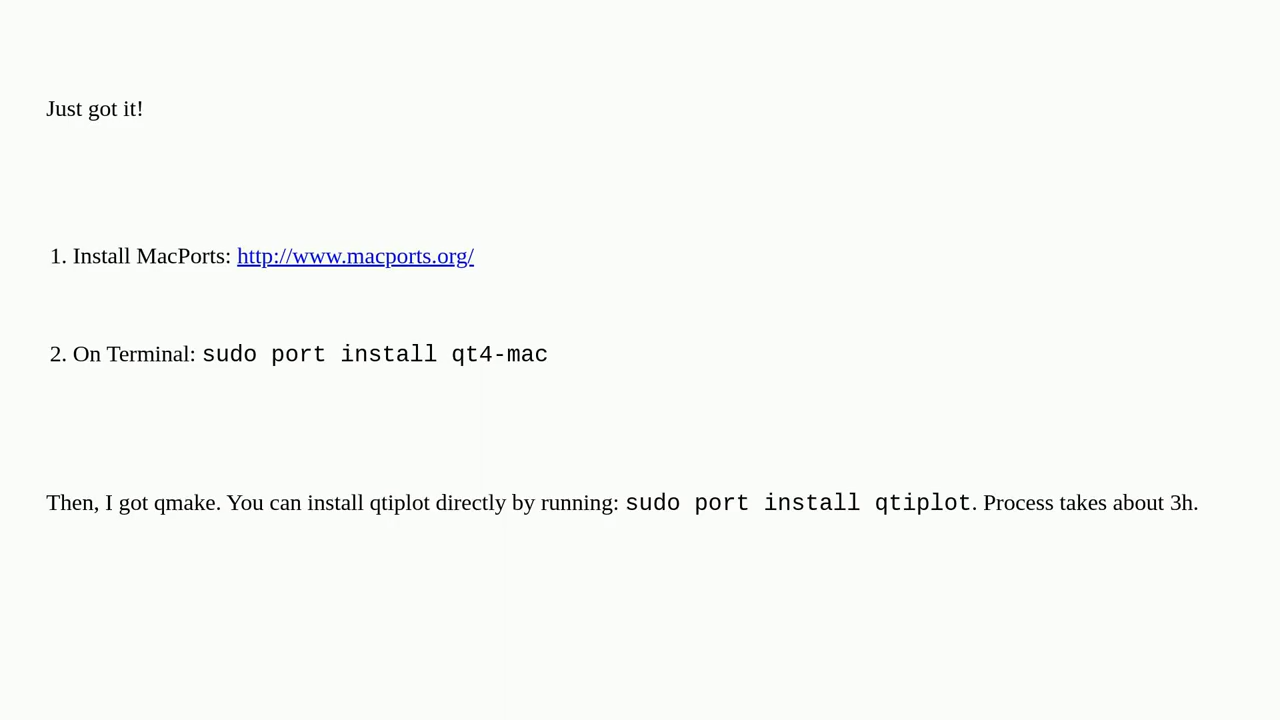 Just got it!
1. Install MacPorts: http://www.macports.org/
2. On Terminal: sudo port install qt4-mac
Then, I got qmake. You can install qtiplot directly by running: sudo port install qtiplot. Process takes about 3h.